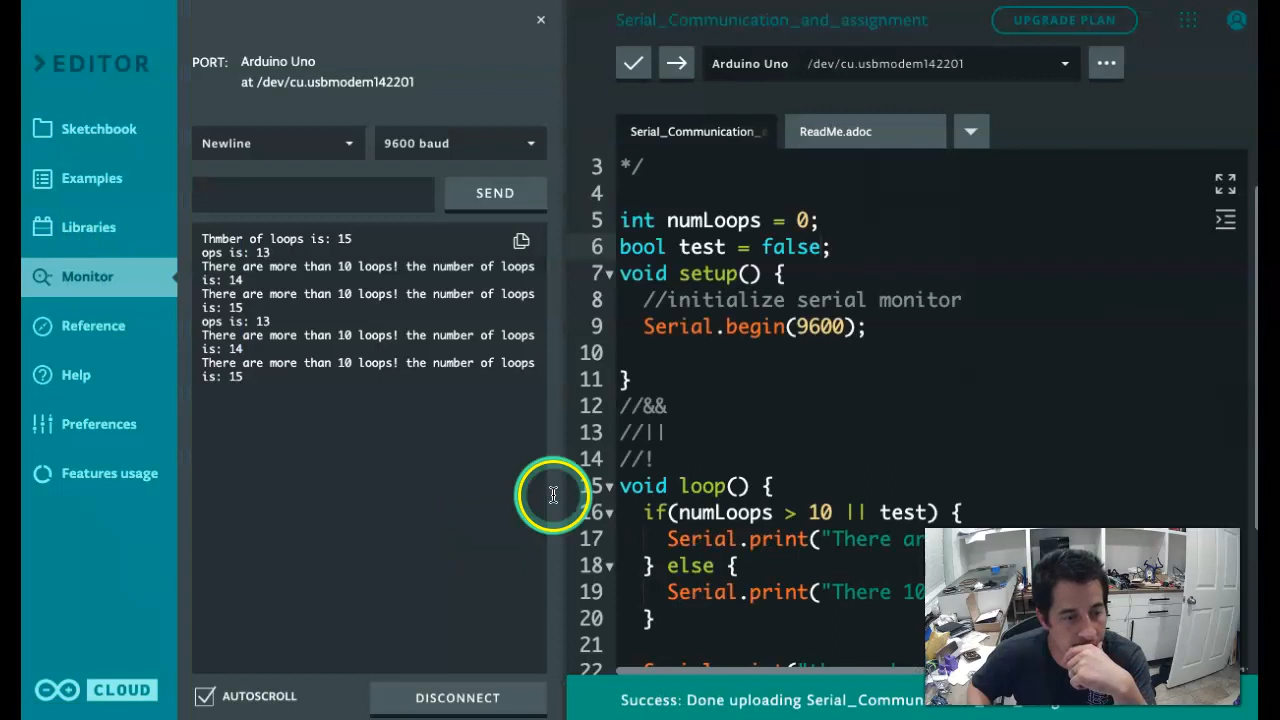 Serial_Communication_and_assignment
UPGRADE PLAN
EDITOR
PORT: Arduino Uno
at /dev/cu.usbmodem142201
Arduino Uno /dev/cu.usbmodem142201
Sketchbook
Examples
Libraries
Monitor
Reference
Help
Preferences
Features usage
CLOUD
Newline
9600 baud
SEND
Thmber of loops is: 15
ops is: 13
There are more than 10 loops! the number of loops
is: 14
There are more than 10 loops! the number of loops
is: 15
ops is: 13
There are more than 10 loops! the number of loops
is: 14
There are more than 10 loops! the number of loops
is: 15
AUTOSCROLL
DISCONNECT
Serial_Communication_
ReadMe.adoc
3 */
4
5 int numLoops = 0;
6 bool test = false;
7 void setup() {
8 //initialize serial monitor
9 Serial.begin(9600);
10
11 }
12 //&&
13 //||
14 //!
15 void loop() {
16 if(numLoops > 10 || test) {
17 Serial.print("There ar
18 } else {
19 Serial.print("There 10
20 }
21
22
Success: Done uploading Serial_Commun